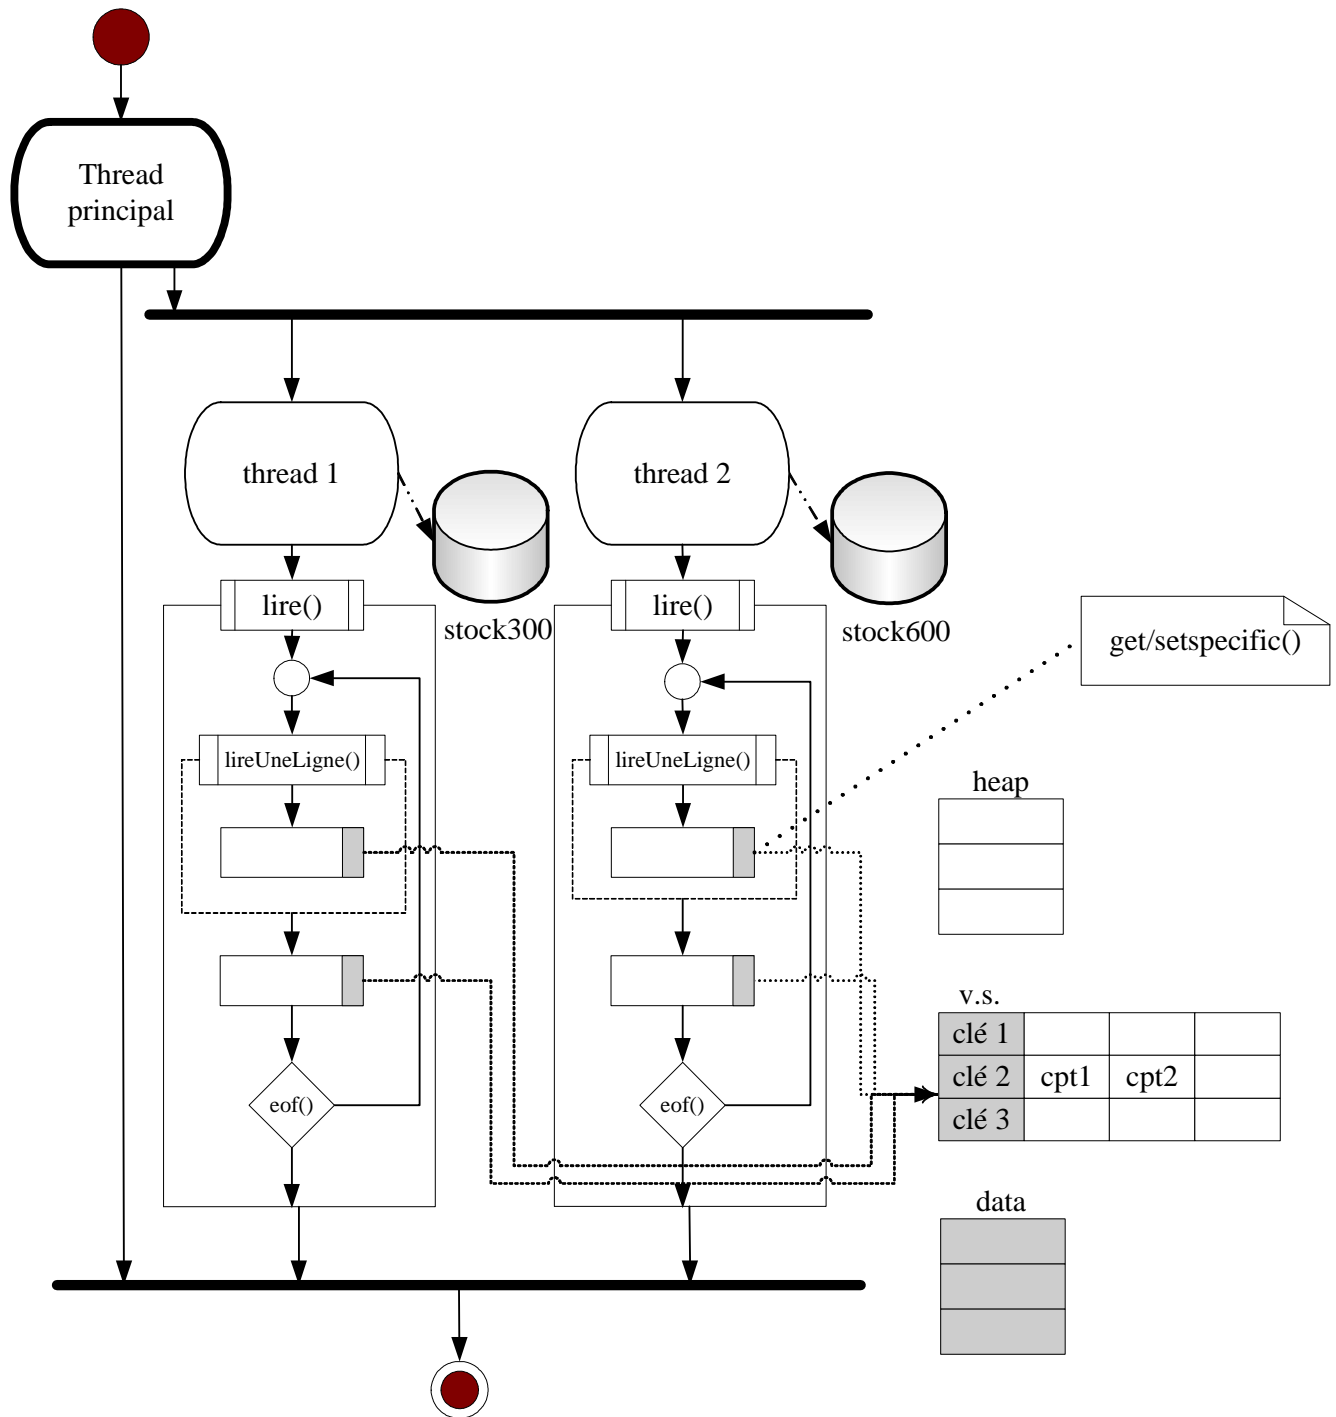 Thread
principal
thread 1
thread 2
stock300
stock600
lire()
lire()
get/setspecific()
lireUneLigne()
lireUneLigne()
heap
v.s.
clé 1
clé 2 cpt1 cpt2
clé 3
eof()
eof()
data